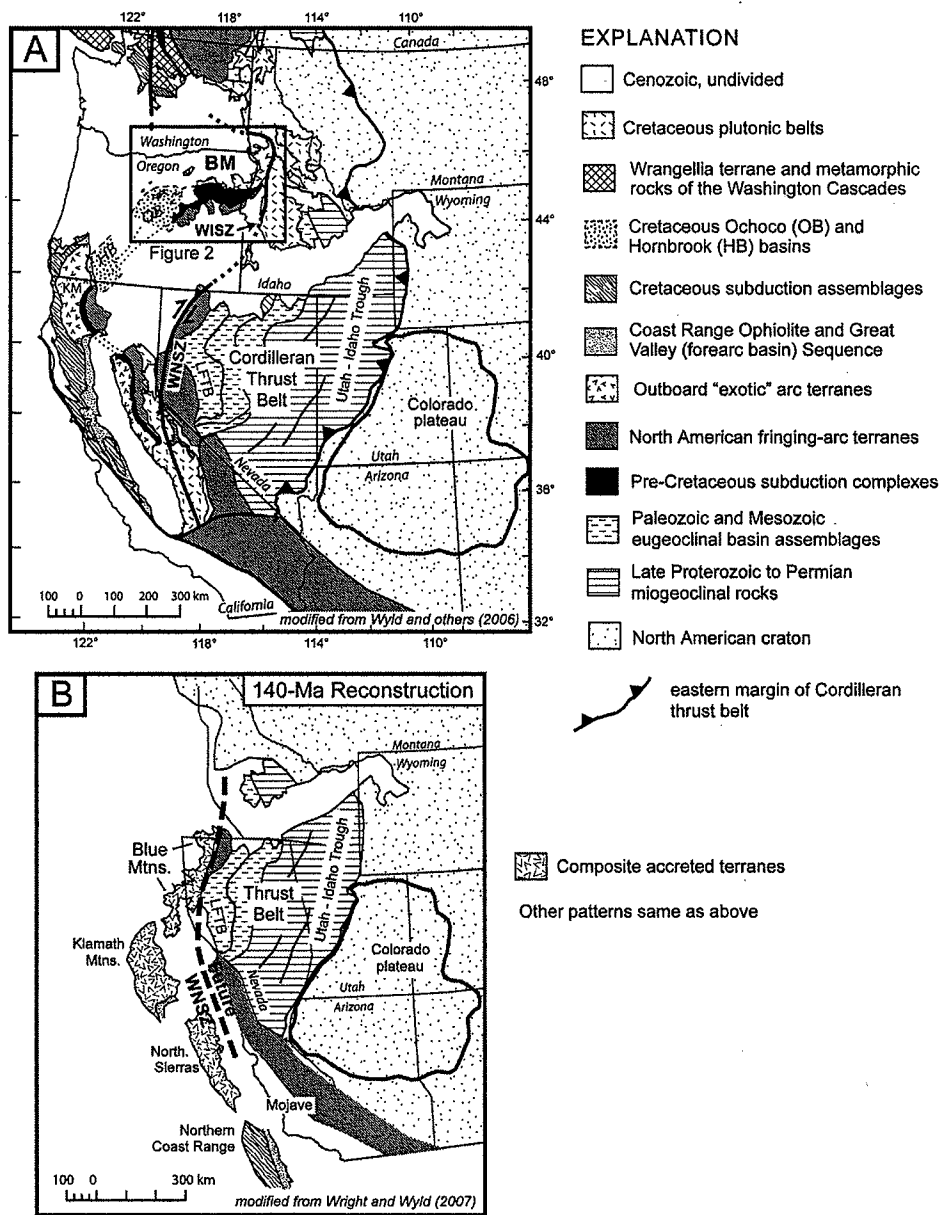 122°
118°
114°
110°
A
Canada
48°
Washington
Oregon
BM
Montana
Wyoming
44°
OB
WISZ
Figure 2
HB
KM
Idaho
WNSZ
LFTB
Cordilleran
Thrust
Belt
Utah - Idaho Trough
40°
Colorado
plateau
Utah
Arizona
Nevada
36°
100 0 100 200 300 km
California
modified from Wyld and others (2006)
32°
122°
118°
114°
110°
EXPLANATION
Cenozoic, undivided
Cretaceous plutonic belts
Wrangellia terrane and metamorphic
rocks of the Washington Cascades
Cretaceous Ochoco (OB) and
Hornbrook (HB) basins
Cretaceous subduction assemblages
Coast Range Ophiolite and Great
Valley (forearc basin) Sequence
Outboard "exotic" arc terranes
North American fringing-arc terranes
Pre-Cretaceous subduction complexes
Paleozoic and Mesozoic
eugeoclinal basin assemblages
Late Proterozoic to Permian
miogeoclinal rocks
North American craton
eastern margin of Cordilleran
thrust belt
B
140-Ma Reconstruction
Montana
Wyoming
Blue
Mtns.
Thrust
Belt
LFTB
Utah - Idaho Trough
Klamath
Mtns.
Colorado
plateau
suture
WNSZ
Nevada
Utah
Arizona
North.
Sierras
Mojave
Northern
Coast Range
100 0 300 km
modified from Wright and Wyld (2007)
Composite accreted terranes
Other patterns same as above